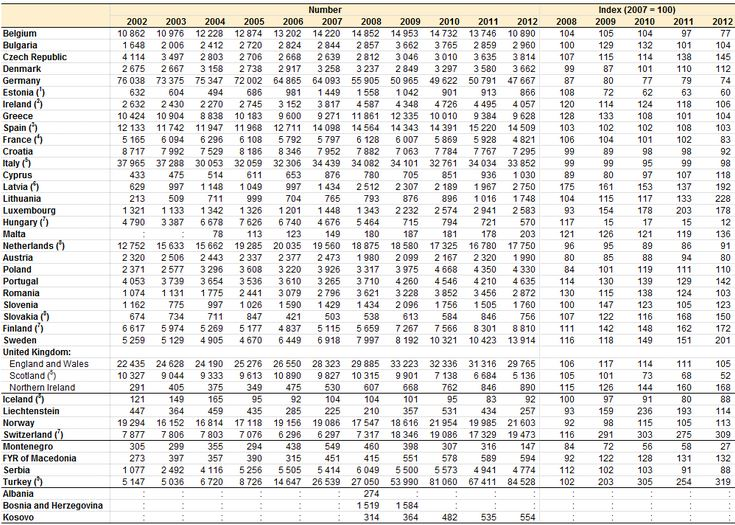 Number Index (2007 = 100)
2002 2003 2004 2005 2006 2007 2008 2009 2010 2011 2012 2008 2009 2010 2011 2012
Belgium 10 862 10 976 12 228 12 874 13 202 14 220 14 852 14 953 14 732 13 746 10 890 104 105 104 97 77
Bulgaria 1 648 2 006 2 412 2 720 2 824 2 844 2 857 3 662 3 765 2 859 2 960 100 129 132 101 104
Czech Republic 4 114 3 497 2 803 2 706 2 668 2 639 2 812 3 046 3 010 3 635 3 814 107 115 114 138 145
Denmark 2 675 2 667 3 158 2 738 2 917 3 258 3 237 2 849 3 297 3 580 3 662 99 87 101 110 112
Germany 76 038 73 375 75 347 72 002 64 865 64 093 55 905 50 965 49 622 50 791 47 667 87 80 77 79 74
Estonia (¹) 632 604 494 686 981 1 449 1 558 1 042 901 913 866 108 72 62 63 60
Ireland (²) 2 632 2 430 2 270 2 745 3 152 3 817 4 587 4 348 4 726 4 495 4 057 120 114 124 118 106
Greece 10 424 10 904 8 838 10 183 9 600 9 271 11 861 12 335 10 010 9 384 9 628 128 133 108 101 104
Spain (³) 12 133 11 742 11 947 11 968 12 711 14 098 14 564 14 343 14 391 15 220 14 509 103 102 102 108 103
France (⁴) 5 165 6 094 6 296 6 108 5 792 5 797 6 128 6 007 5 869 5 928 4 821 106 104 101 102 83
Croatia 8 717 7 992 7 529 8 186 8 346 7 952 7 882 7 063 7 784 7 767 7 295 99 89 98 98 92
Italy (⁵) 37 965 37 288 30 053 32 059 32 306 34 439 34 082 34 101 32 761 34 034 33 852 99 99 95 99 98
Cyprus 433 475 514 611 653 876 780 705 851 936 1 030 89 80 97 107 118
Latvia (⁶) 629 997 1 148 1 049 997 1 434 2 512 2 307 2 189 1 967 2 750 175 161 153 137 192
Lithuania 213 509 711 999 704 765 793 876 896 1 016 1 748 104 115 117 133 228
Luxembourg 1 321 1 133 1 342 1 326 1 201 1 448 1 343 2 232 2 574 2 941 2 583 93 154 178 203 178
Hungary (⁷) 4 790 3 387 6 678 7 626 6 740 4 676 5 464 715 794 721 570 117 15 17 15 12
Malta : : 78 113 123 149 180 187 181 178 203 121 126 121 119 136
Netherlands (⁸) 12 752 15 633 15 662 19 285 20 035 19 560 18 875 18 580 17 325 16 780 17 750 96 95 89 86 91
Austria 2 320 2 506 2 443 2 337 2 377 2 473 1 980 2 099 2 167 2 320 1 990 80 85 88 94 80
Poland 2 371 2 577 3 296 3 608 3 220 3 926 3 317 3 975 4 668 4 350 4 330 84 101 119 111 110
Portugal 4 053 3 739 3 654 3 536 3 610 3 265 3 710 4 260 4 546 4 210 4 635 114 130 139 129 142
Romania 1 074 1 131 1 775 2 441 3 079 2 796 3 621 3 228 3 852 3 456 2 872 130 115 138 124 103
Slovenia 1 162 775 997 1 026 1 590 1 429 1 434 2 096 1 756 1 505 1 760 100 147 123 105 123
Slovakia (⁶) 674 734 711 847 421 503 538 613 584 846 756 107 122 116 168 150
Finland (⁷) 6 617 5 974 5 269 5 177 4 837 5 115 5 659 7 267 7 566 8 301 8 810 111 142 148 162 172
Sweden 5 259 5 129 4 905 4 670 6 449 6 918 7 997 8 192 10 321 10 423 13 914 116 118 149 151 201
United Kingdom:
England and Wales 22 435 24 628 24 190 25 276 26 550 28 323 29 885 33 223 32 336 31 316 29 765 106 117 114 111 105
Scotland (⁵) 10 327 9 044 9 333 9 613 10 890 9 827 10 315 9 901 7 138 6 684 5 136 105 101 73 68 52
Northern Ireland 291 405 375 349 475 530 607 668 762 846 890 115 126 144 160 168
Iceland (⁶) 121 149 165 95 92 104 104 101 95 83 92 100 97 91 80 88
Liechtenstein 447 364 459 435 285 225 210 357 531 434 257 93 159 236 193 114
Norway 19 294 16 152 16 814 17 118 19 156 19 086 17 547 18 616 21 954 19 985 21 603 92 98 115 105 113
Switzerland (⁷) 7 877 7 806 7 803 7 076 6 296 6 297 7 317 18 346 19 086 17 329 19 473 116 291 303 275 309
Montenegro 305 299 355 294 438 549 460 398 307 316 147 84 72 56 58 27
FYR of Macedonia 273 397 357 390 315 451 415 551 578 589 594 92 122 128 131 132
Serbia 1 077 2 492 4 116 5 256 5 505 5 414 6 049 5 500 5 573 4 941 4 774 112 102 103 91 88
Turkey (⁸) 5 147 5 036 6 720 8 726 14 647 26 539 27 050 53 990 81 060 67 411 84 528 102 203 305 254 319
Albania : : : : : : 274 : : : : : : : : :
Bosnia and Herzegovina : : : : : : 1 519 1 584 : : : : : : : :
Kosovo : : : : : : 314 364 482 535 554 : : : : :